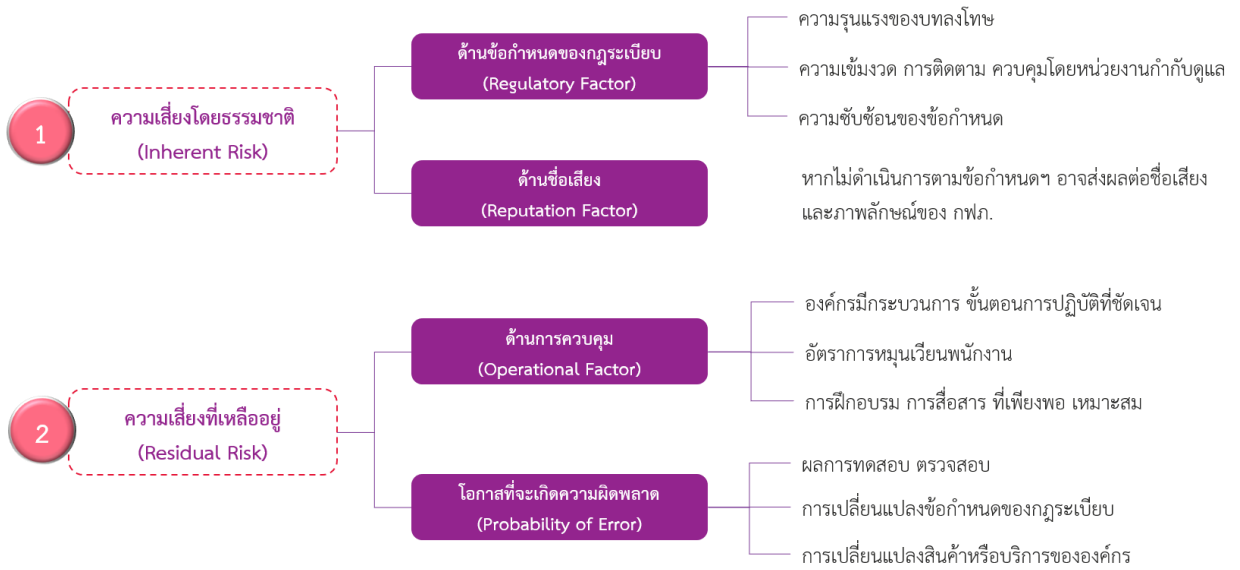 1
ความเสี่ยงโดยธรรมชาติ
(Inherent Risk)
ด้านข้อกำหนดของกฎระเบียบ
(Regulatory Factor)
ความรุนแรงของบทลงโทษ
ความเข้มงวด การติดตาม ควบคุมโดยหน่วยงานกำกับดูแล
ความซับซ้อนของข้อกำหนด
ด้านชื่อเสียง
(Reputation Factor)
หากไม่ดำเนินการตามข้อกำหนดฯ อาจส่งผลต่อชื่อเสียง
และภาพลักษณ์ของ กฟภ.
2
ความเสี่ยงที่เหลืออยู่
(Residual Risk)
ด้านการควบคุม
(Operational Factor)
องค์กรมีกระบวนการ ขั้นตอนการปฏิบัติที่ชัดเจน
อัตราการหมุนเวียนพนักงาน
การฝึกอบรม การสื่อสาร ที่เพียงพอ เหมาะสม
โอกาสที่จะเกิดความผิดพลาด
(Probability of Error)
ผลการทดสอบ ตรวจสอบ
การเปลี่ยนแปลงข้อกำหนดของกฎระเบียบ
การเปลี่ยนแปลงสินค้าหรือบริการขององค์กร